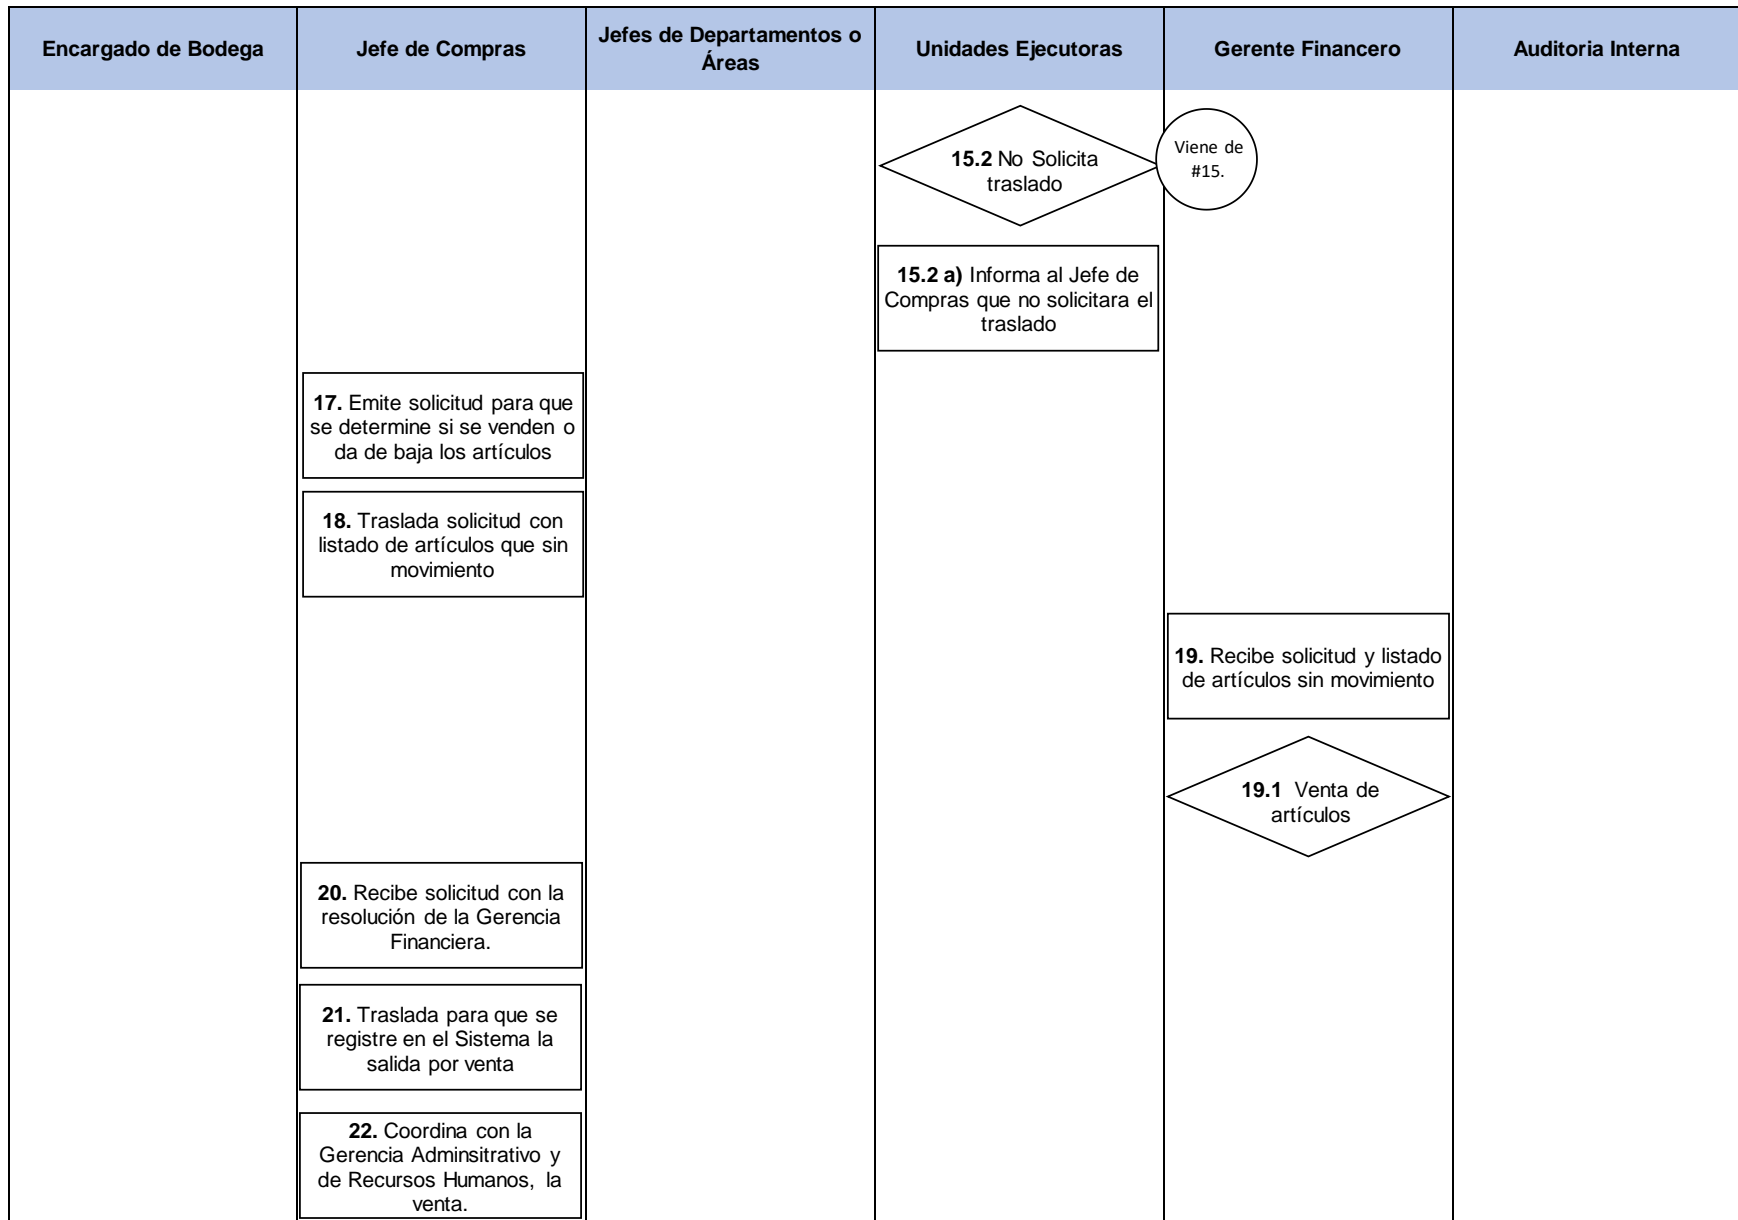 Encargado de Bodega
Jefe de Compras
Jefes de Departamentos o
Áreas
Unidades Ejecutoras
Gerente Financero
Auditoria Interna
15.2 No Solicita
traslado
Viene de
#15.
15.2 a) Informa al Jefe de
Compras que no solicitara el
traslado
17. Emite solicitud para que
se determine si se venden o
da de baja los artículos
18. Traslada solicitud con
listado de artículos que sin
movimiento
19. Recibe solicitud y listado
de artículos sin movimiento
19.1 Venta de
artículos
20. Recibe solicitud con la
resolución de la Gerencia
Financiera.
21. Traslada para que se
registre en el Sistema la
salida por venta
22. Coordina con la
Gerencia Adminsitrativo y
de Recursos Humanos, la
venta.